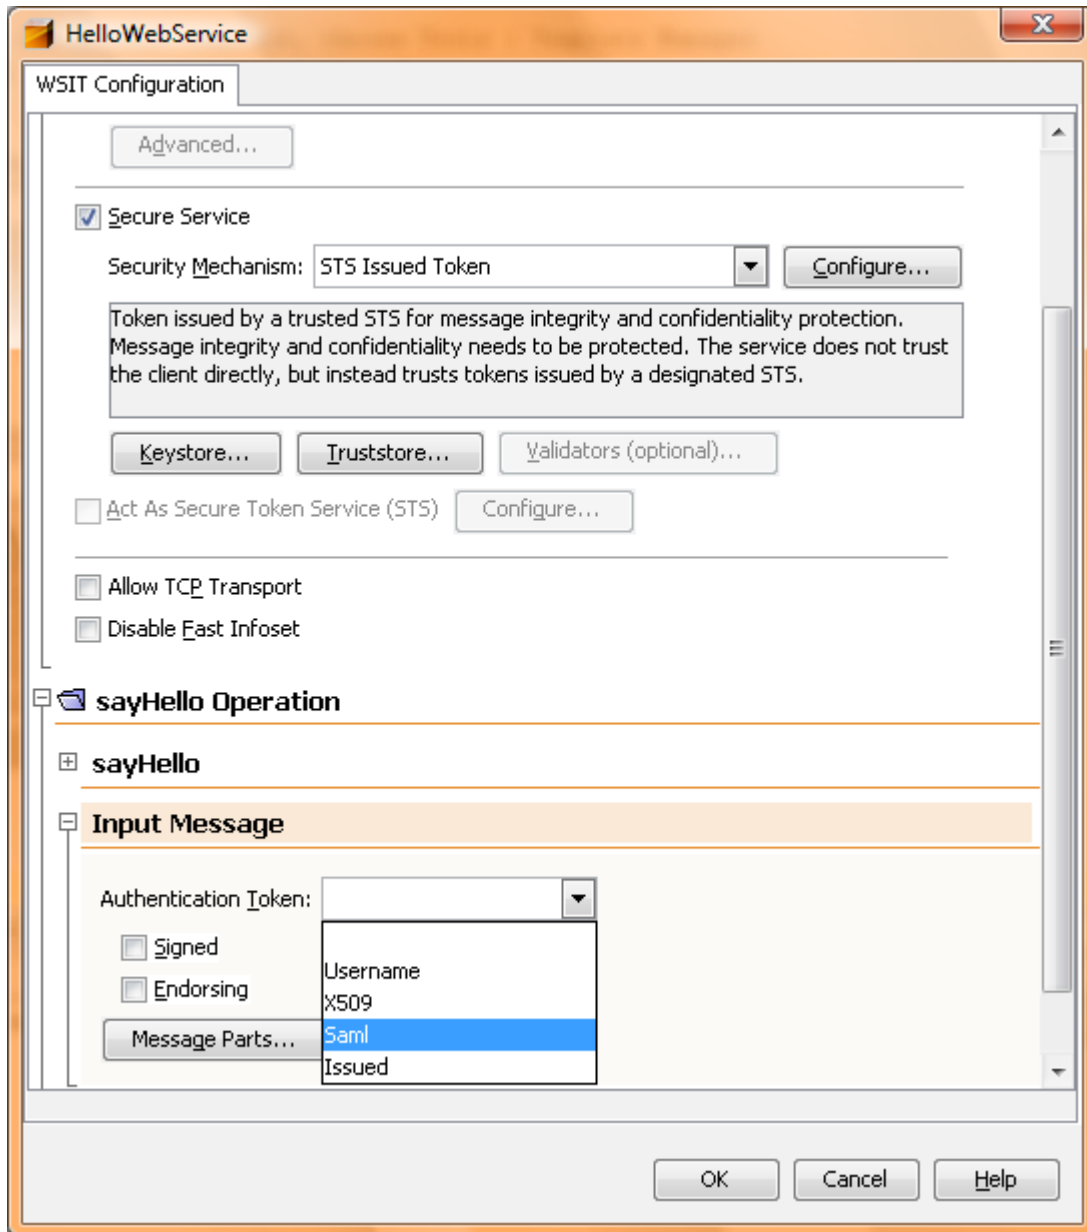 HelloWebService
WSIT Configuration
Advanced...
Secure Service
Security Mechanism: STS Issued Token Configure...
Token issued by a trusted STS for message integrity and confidentiality protection.
Message integrity and confidentiality needs to be protected. The service does not trust
the client directly, but instead trusts tokens issued by a designated STS.
Keystore... Truststore... Validators (optional)...
Act As Secure Token Service (STS) Configure...
Allow TCP Transport
Disable Fast Infoset
sayHello Operation
sayHello
Input Message
Authentication Token:
Signed
Username
Endorsing
X509
Message Parts... Saml
Issued
OK Cancel Help